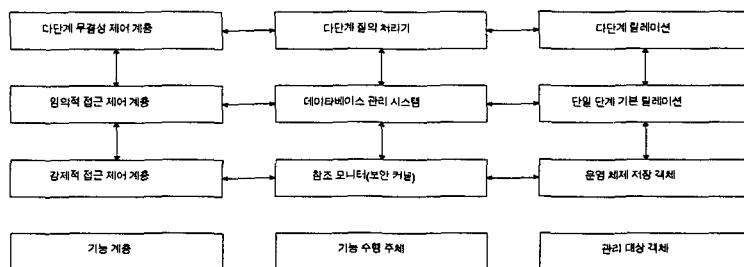 다단계 무결성 제어 계층
다단계 질의 처리기
다단계 릴레이션
임의적 접근 제어 계층
데이타베이스 관리 시스템
단일 단계 기본 릴레이션
강제적 접근 제어 계층
참조 모니터(보안 커널)
운영 체제 저장 객체
기능 계층
기능 수행 주체
관리 대상 객체